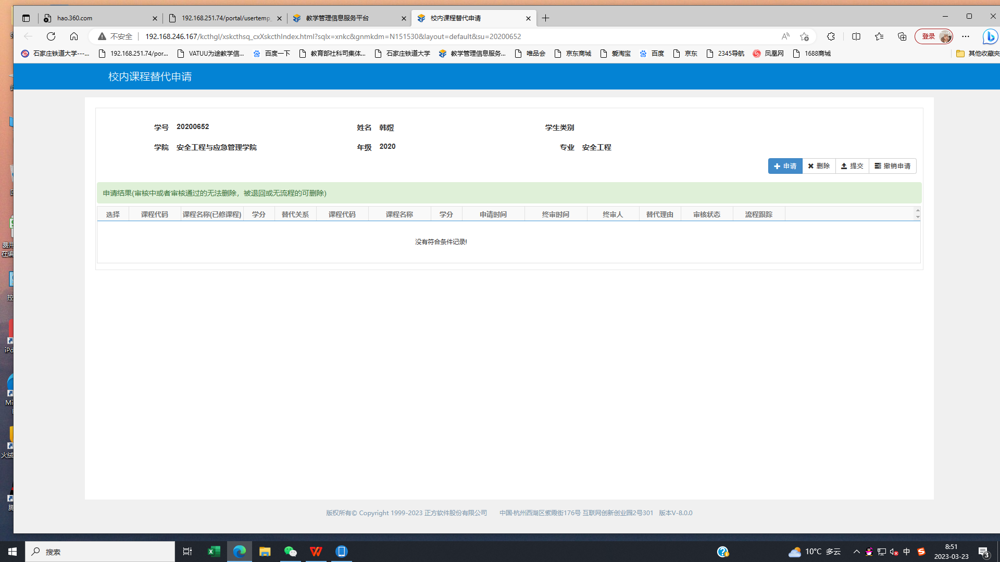 hao.360.com
192.168.251.74/portal/usertemp_
教学管理信息服务平台
校内课程替代申请
不安全
192.168.246.167/kcthgl/xskcthsq_cxXskcthIndex.html?sqlx=xnkc&gnmkdm=N151530&layout=default&su=20200652
登录
石家庄铁道大学---...
192.168.251.74/por...
VATUU为途教学信...
百度一下
教育部社科司集体...
石家庄铁道大学
教学管理信息服务...
唯品会
京东商城
爱淘宝
百度
京东
2345导航
凤凰网
1688商城
其他收藏夹
校内课程替代申请
学号 20200652 姓名 韩煜 学生类别
学院 安全工程与应急管理学院 年级 2020 专业 安全工程
申请 删除 提交 撤销申请
申请结果(审核中或者审核通过的无法删除，被退回或无流程的可删除)
选择 课程代码 课程名称(已修课程) 学分 替代关系 课程代码 课程名称 学分 申请时间 终审时间 终审人 替代理由 审核状态 流程跟踪
没有符合条件记录!
费用
在编
控
iPo
Mi
火绒
腾
版权所有© Copyright 1999-2023 正方软件股份有限公司 中国·杭州西湖区紫霞街176号 互联网创新创业园2号301 版本V-8.0.0
搜索
10°C 多云
中
8:51
2023-03-23
3